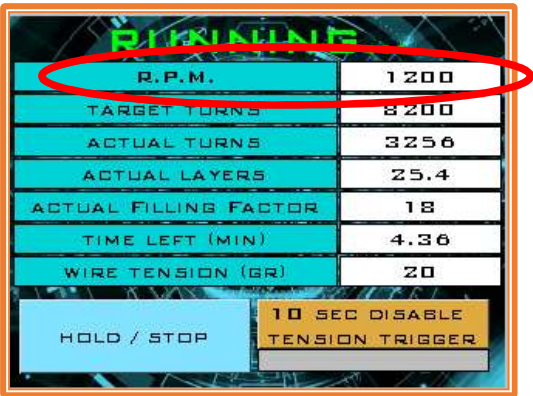 RUNNING
R.P.M. 1200
TARGET TURNS 8200
ACTUAL TURNS 3256
ACTUAL LAYERS 25.4
ACTUAL FILLING FACTOR 18
TIME LEFT (MIN) 4.36
WIRE TENSION (GR) 20
HOLD / STOP
10 SEC DISABLE
TENSION TRIGGER